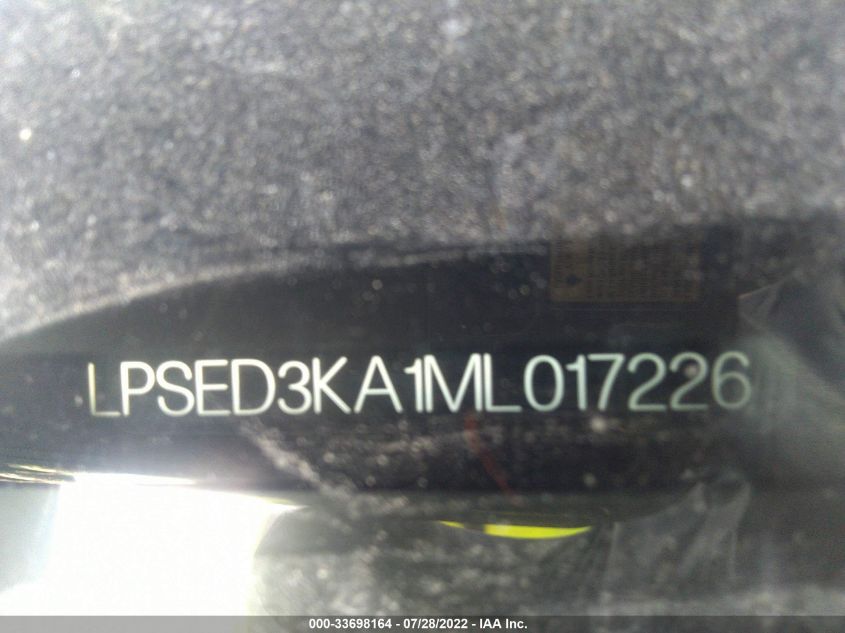 LPSED3KA1ML017226
000-33698164 - 07/28/2022 - IAA Inc.